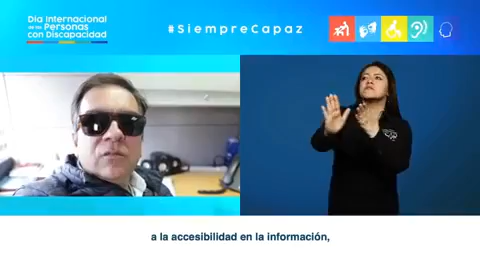 Día Internacional
de las Personas
con Discapacidad
#SiempreCapaz
a la accesibilidad en la información,